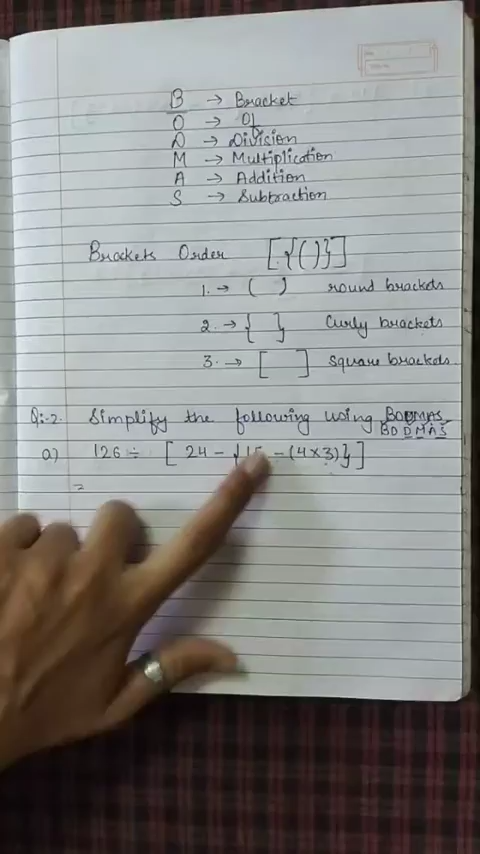 B → Bracket
O → Of
D → Division
M → Multiplication
A → Addition
S → Subtraction
Brackets Order [{()}]
1. → ( ) round brackets
2. → { } Curly brackets
3. → [ ] Square brackets
Q:-2. Simplify the following using BODMAS
BODMAS
a) 126 ÷ [ 24 - { - (4×3)} ]
=